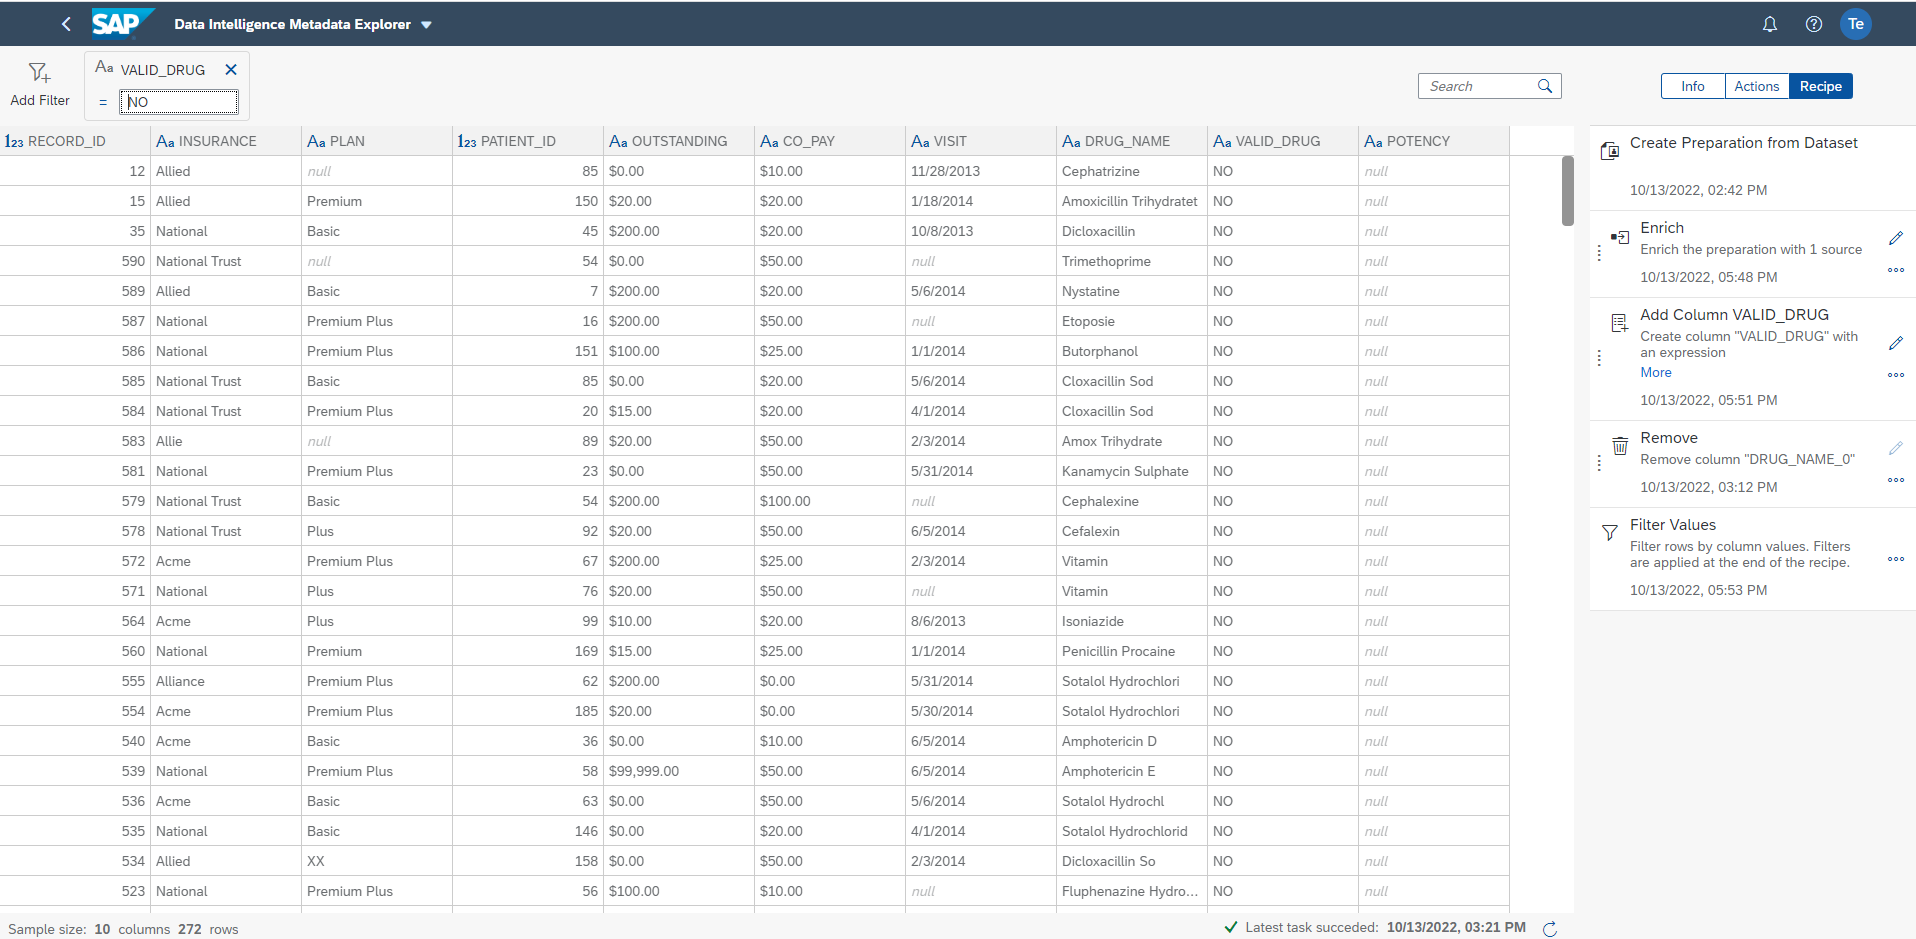 SAP Data Intelligence Metadata Explorer Te
Add Filter
Aa VALID_DRUG
= NO
Search
Info Actions Recipe
123 RECORD_ID Aa INSURANCE Aa PLAN 123 PATIENT_ID Aa OUTSTANDING Aa CO_PAY Aa VISIT Aa DRUG_NAME Aa VALID_DRUG Aa POTENCY
12 Allied null 85 $0.00 $10.00 11/28/2013 Cephatrizine NO null
15 Allied Premium 150 $20.00 $20.00 1/18/2014 Amoxicillin Trihydratet NO null
35 National Basic 45 $200.00 $20.00 10/8/2013 Dicloxacillin NO null
590 National Trust null 54 $0.00 $50.00 null Trimethoprime NO null
589 Allied Basic 7 $200.00 $20.00 5/6/2014 Nystatine NO null
587 National Premium Plus 16 $200.00 $50.00 null Etoposie NO null
586 National Premium Plus 151 $100.00 $25.00 1/1/2014 Butorphanol NO null
585 National Trust Basic 85 $0.00 $20.00 5/6/2014 Cloxacillin Sod NO null
584 National Trust Premium Plus 20 $15.00 $20.00 4/1/2014 Cloxacillin Sod NO null
583 Allie null 89 $20.00 $50.00 2/3/2014 Amox Trihydrate NO null
581 National Premium Plus 23 $0.00 $50.00 5/31/2014 Kanamycin Sulphate NO null
579 National Trust Basic 54 $200.00 $100.00 null Cephalexine NO null
578 National Trust Plus 92 $20.00 $50.00 6/5/2014 Cefalexin NO null
572 Acme Premium Plus 67 $200.00 $25.00 2/3/2014 Vitamin NO null
571 National Plus 76 $20.00 $50.00 null Vitamin NO null
564 Acme Plus 99 $10.00 $20.00 8/6/2013 Isoniazide NO null
560 National Premium 169 $15.00 $25.00 1/1/2014 Penicillin Procaine NO null
555 Alliance Premium Plus 62 $200.00 $0.00 5/31/2014 Sotalol Hydrochlori NO null
554 Acme Premium Plus 185 $20.00 $0.00 5/30/2014 Sotalol Hydrochlori NO null
540 Acme Basic 36 $0.00 $10.00 6/5/2014 Amphotericin D NO null
539 National Premium Plus 58 $99,999.00 $50.00 6/5/2014 Amphotericin E NO null
536 Acme Basic 63 $0.00 $50.00 5/6/2014 Sotalol Hydrochl NO null
535 National Basic 146 $0.00 $20.00 4/1/2014 Sotalol Hydrochlorid NO null
534 Allied XX 158 $0.00 $50.00 2/3/2014 Dicloxacillin So NO null
523 National Premium Plus 56 $100.00 $10.00 null Fluphenazine Hydro... NO null
Create Preparation from Dataset
10/13/2022, 02:42 PM
Enrich
Enrich the preparation with 1 source
10/13/2022, 05:48 PM
Add Column VALID_DRUG
Create column "VALID_DRUG" with
an expression
More
10/13/2022, 05:51 PM
Remove
Remove column "DRUG_NAME_0"
10/13/2022, 03:12 PM
Filter Values
Filter rows by column values. Filters
are applied at the end of the recipe.
10/13/2022, 05:53 PM
Sample size: 10 columns 272 rows
Latest task succeded: 10/13/2022, 03:21 PM